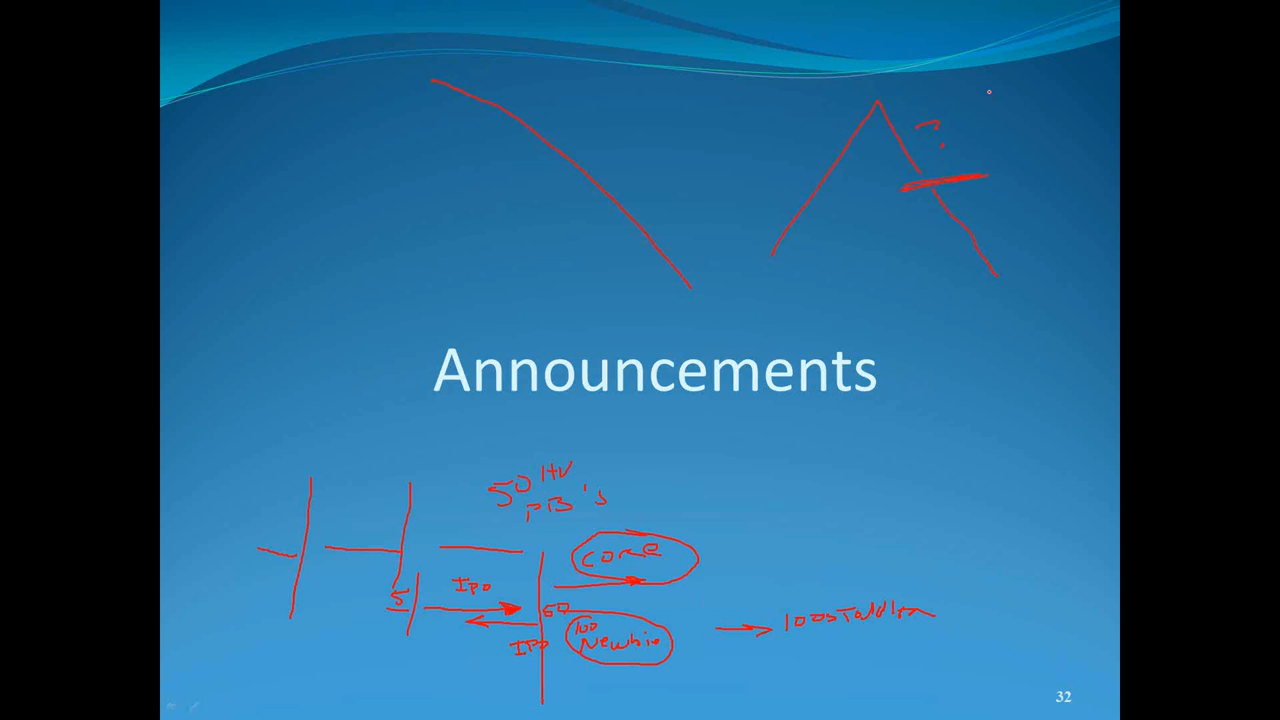 ?
Announcements
50 HV
PB's
CORE
5
IPO
50
100
Newbie
IPO
32